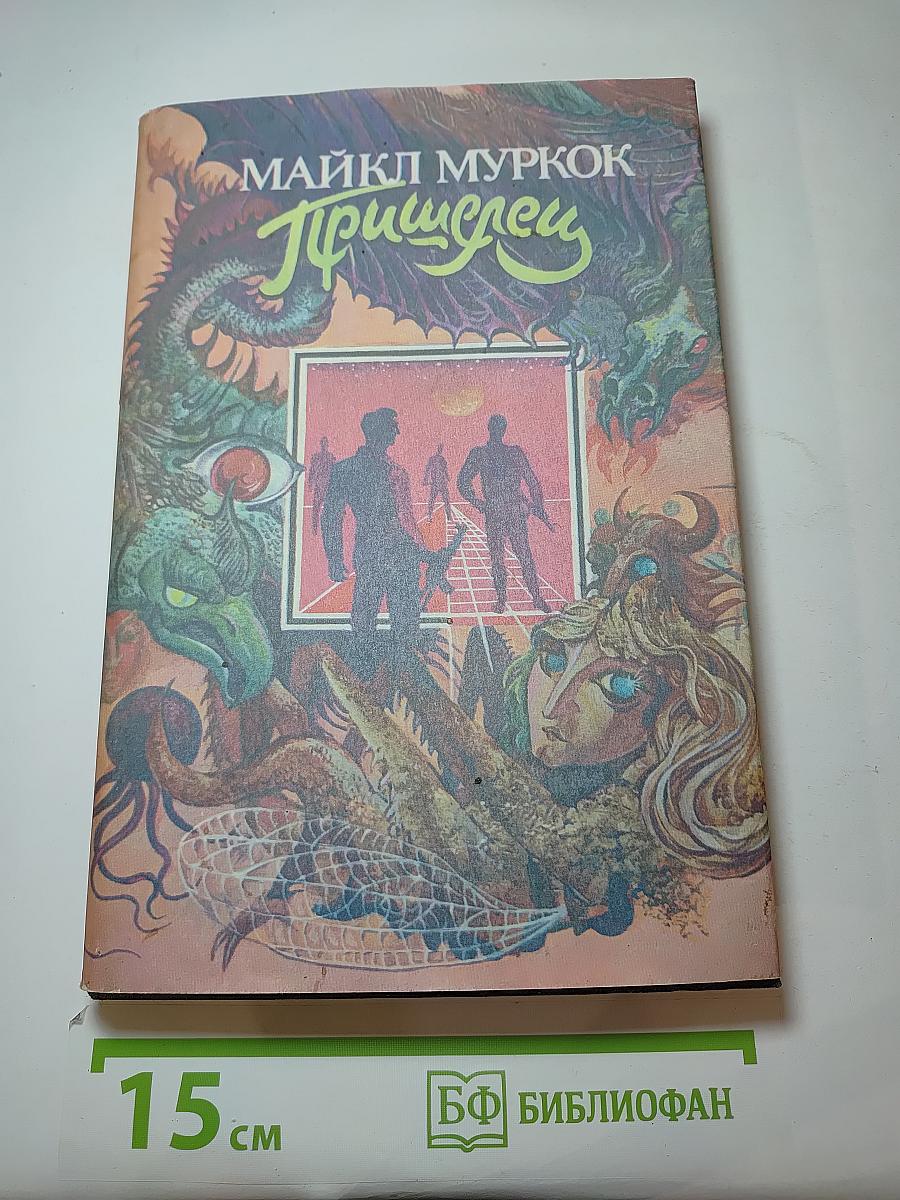 МАЙКЛ МУРКОК
Пришелец
15 см
БФ БИБЛИОФАН